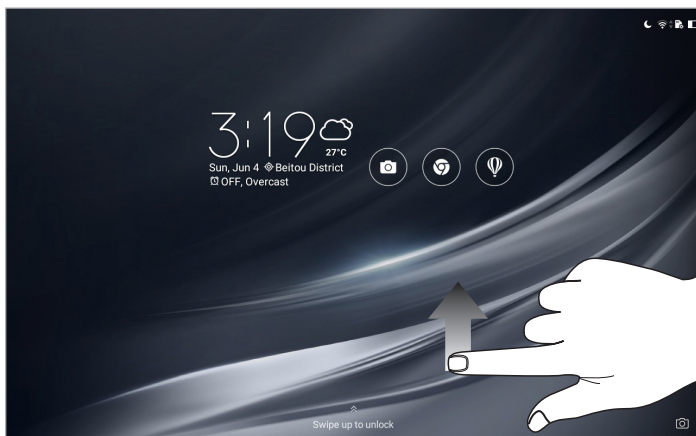 3:19
27°C
Sun, Jun 4 Beitou District
OFF, Overcast
Swipe up to unlock